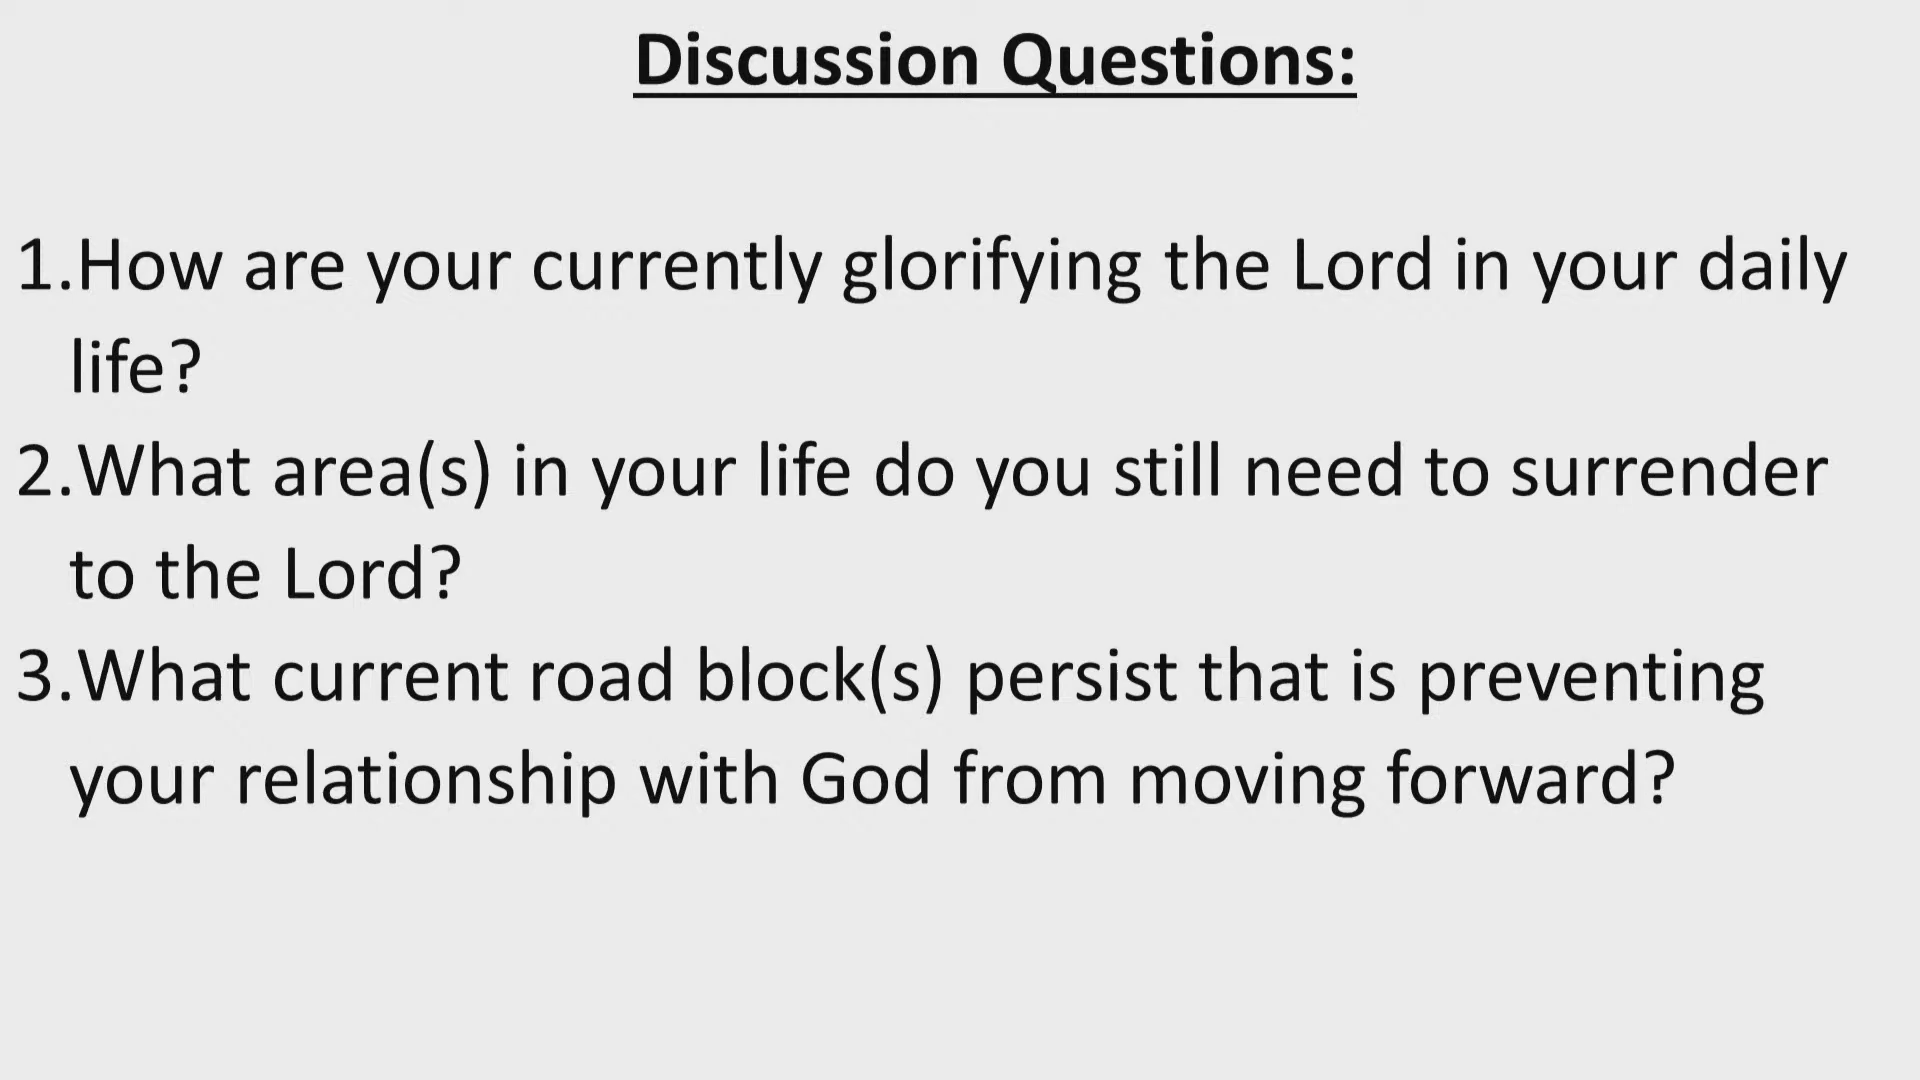 Discussion Questions:
1.How are your currently glorifying the Lord in your daily
life?
2.What area(s) in your life do you still need to surrender
to the Lord?
3.What current road block(s) persist that is preventing
your relationship with God from moving forward?